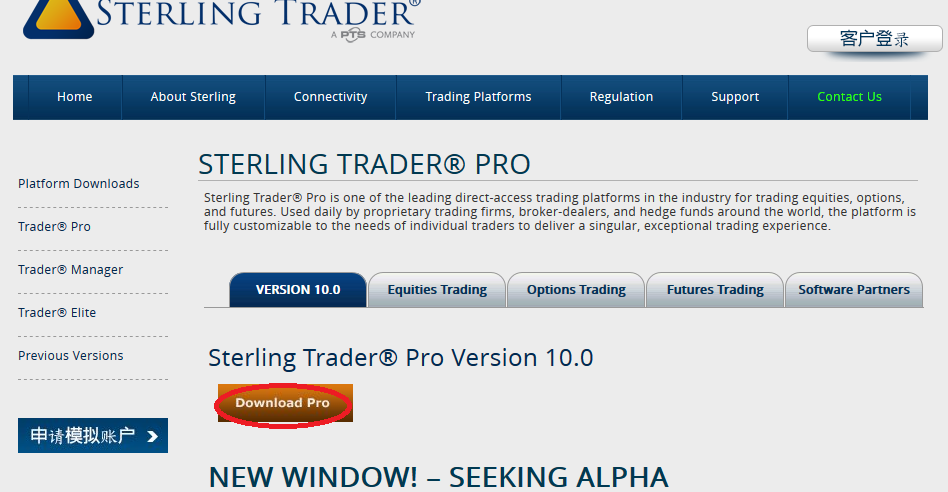 STERLING TRADER®
A PTS COMPANY
客户登录
Home About Sterling Connectivity Trading Platforms Regulation Support Contact Us
STERLING TRADER® PRO
Sterling Trader® Pro is one of the leading direct-access trading platforms in the industry for trading equities, options,
and futures. Used daily by proprietary trading firms, broker-dealers, and hedge funds around the world, the platform is
fully customizable to the needs of individual traders to deliver a singular, exceptional trading experience.
Platform Downloads
Trader® Pro
Trader® Manager
Trader® Elite
Previous Versions
申请模拟账户
VERSION 10.0 Equities Trading Options Trading Futures Trading Software Partners
Sterling Trader® Pro Version 10.0
Download Pro
NEW WINDOW! – SEEKING ALPHA